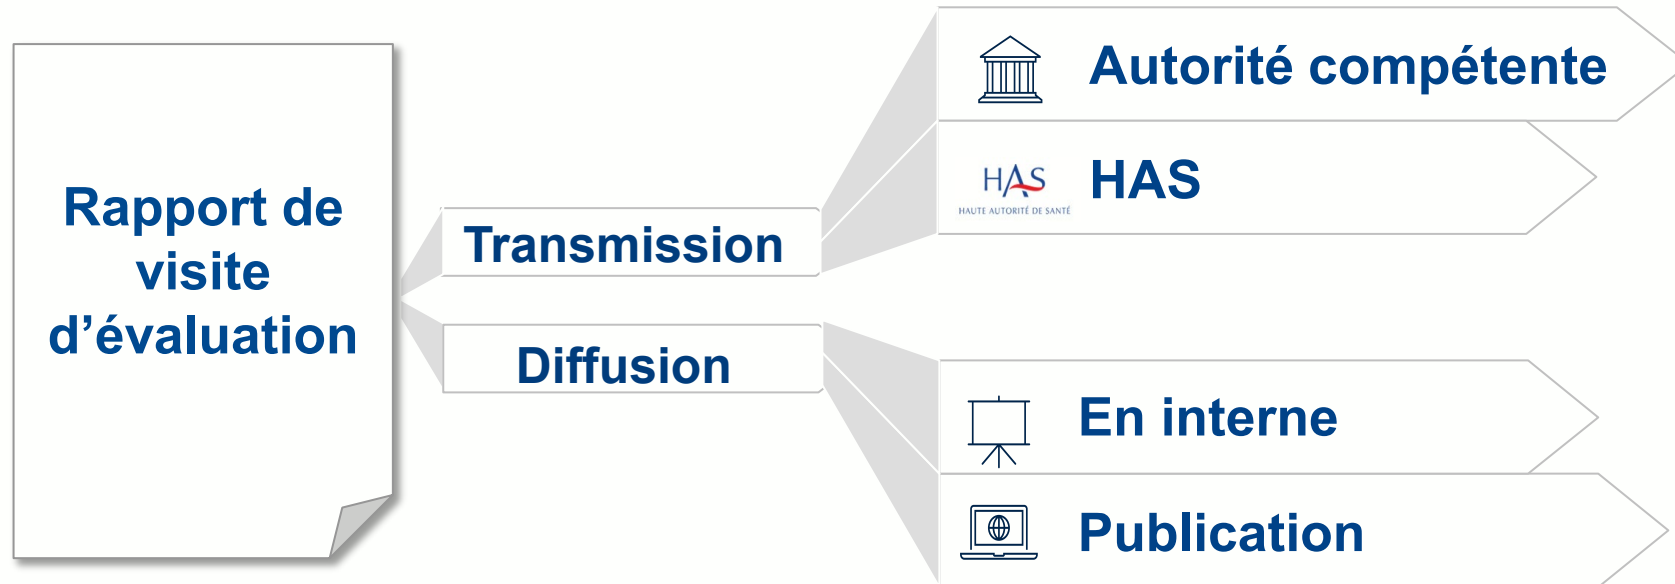 Rapport de
visite
d’évaluation
Transmission
Diffusion
Autorité compétente
HAS
HAUTE AUTORITÉ DE SANTÉ
HAS
En interne
Publication